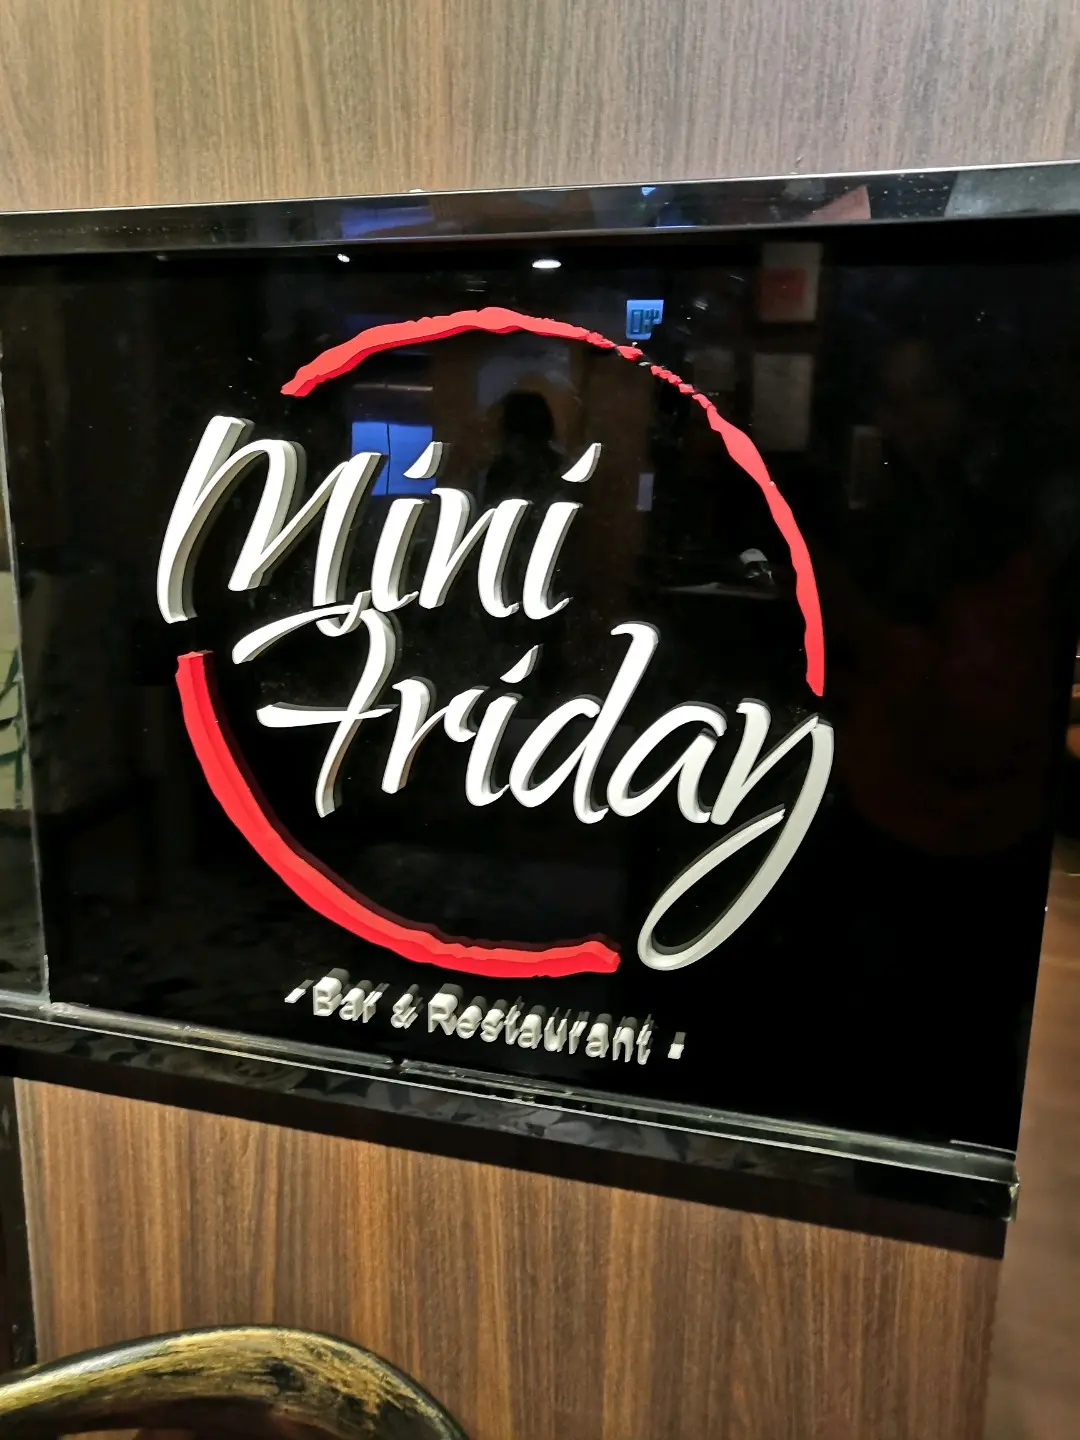 Mini
Friday
- Bar & Restaurant -